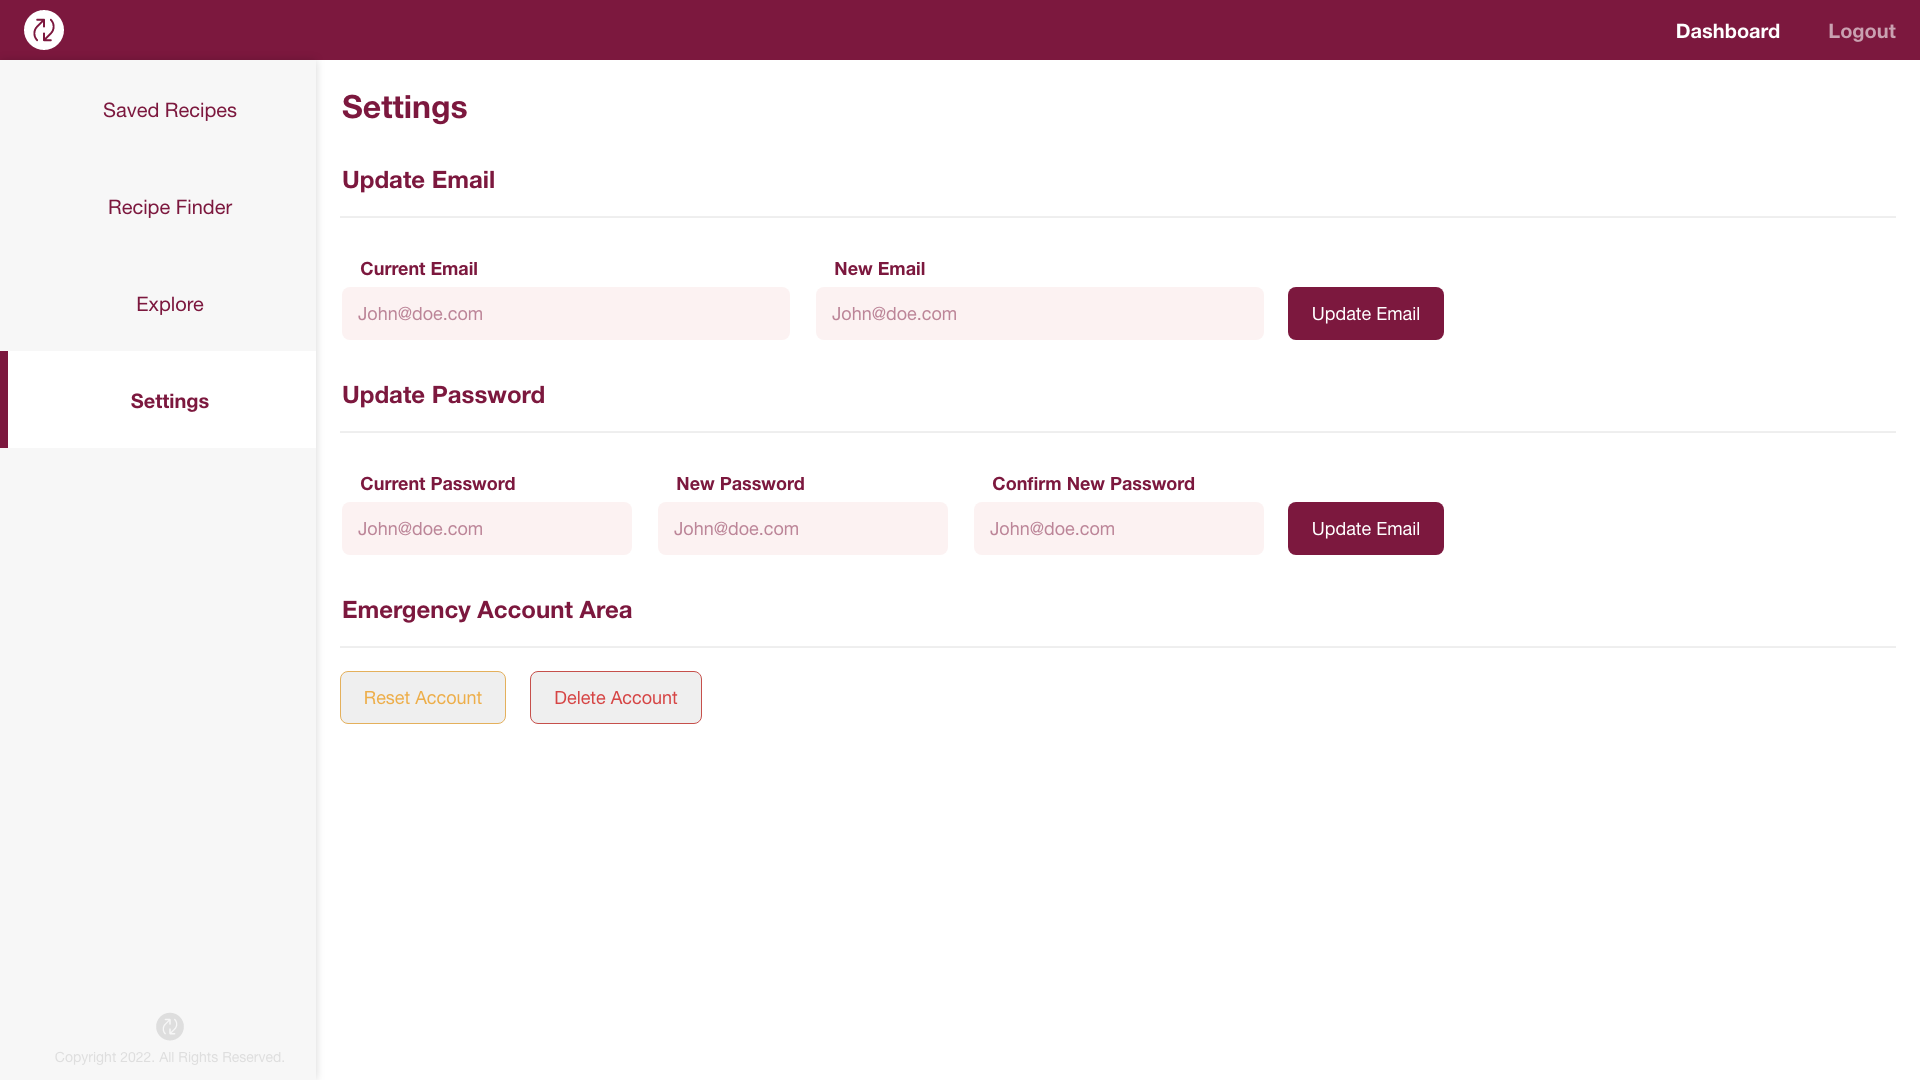 Dashboard Logout
Saved Recipes
Recipe Finder
Explore
Settings
Copyright 2022. All Rights Reserved.
Settings
Update Email
Current Email New Email
John@doe.com John@doe.com Update Email
Update Password
Current Password New Password Confirm New Password
John@doe.com John@doe.com John@doe.com Update Email
Emergency Account Area
Reset Account Delete Account